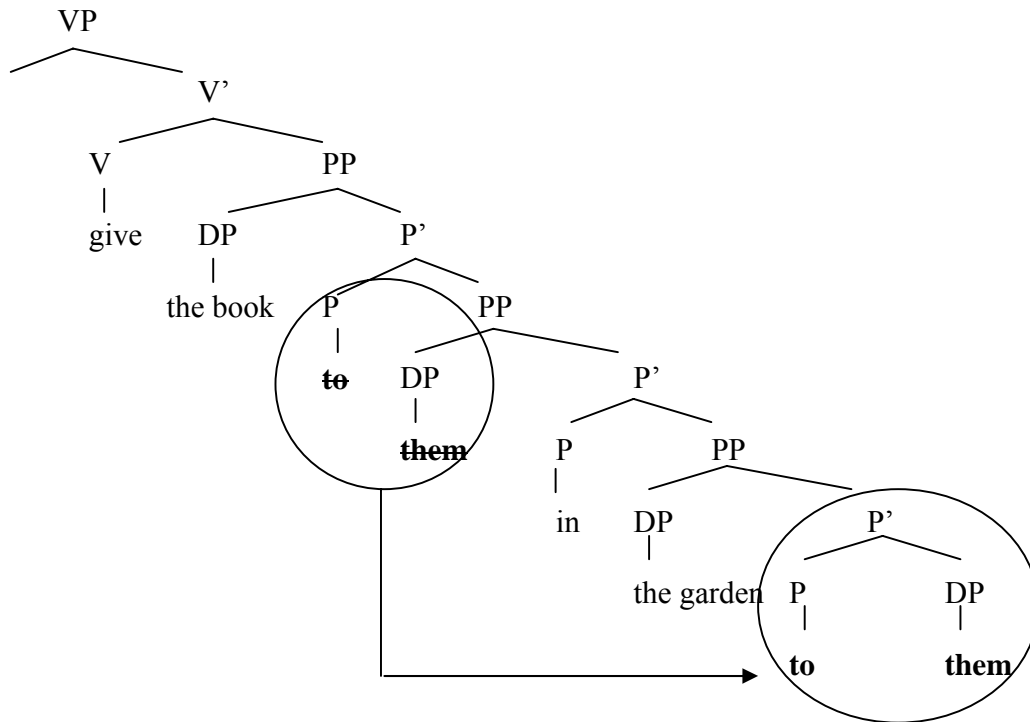 VP
V’
V PP
give DP P’
the book P PP
to DP P’
them P PP
in DP P’
the garden P DP
to them